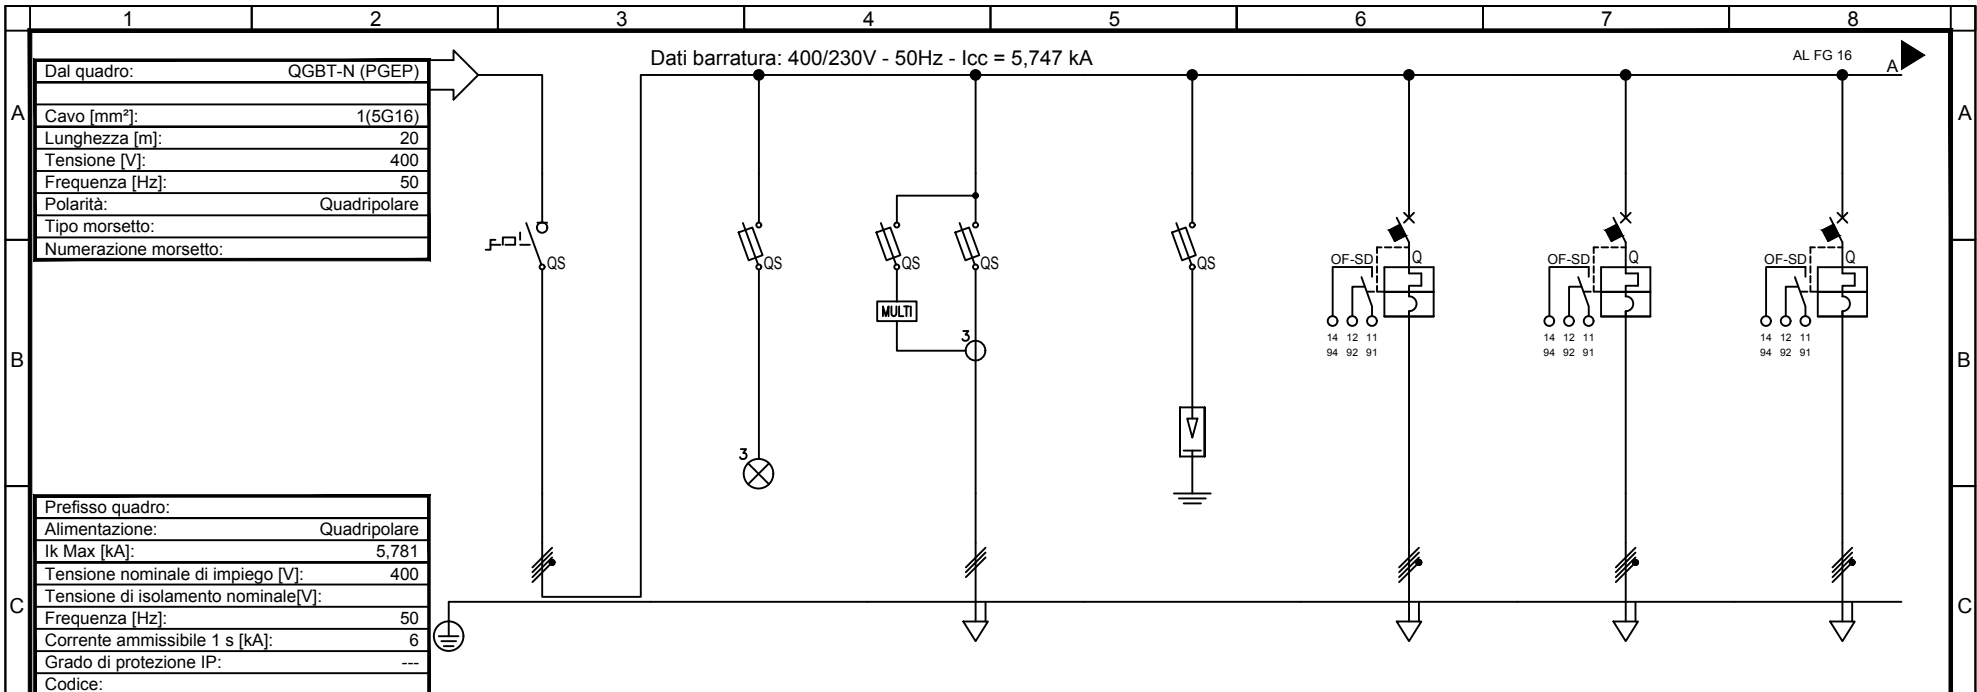 1 2 3 4 5 6 7 8
Dati barratura: 400/230V - 50Hz - Icc = 5,747 kA
AL FG 16
A
A
A
Dal quadro: QGBT-N (PGEP)
Cavo [mm²]: 1(5G16)
Lunghezza [m]: 20
Tensione [V]: 400
Frequenza [Hz]: 50
Polarità: Quadripolare
Tipo morsetto:
Numerazione morsetto:
QS QS QS QS QS
OF-SD Q OF-SD Q OF-SD Q
MULTI
3
14 12 11 14 12 11 14 12 11
94 92 91 94 92 91 94 92 91
B B
3
Prefisso quadro:
Alimentazione: Quadripolare
Ik Max [kA]: 5,781
Tensione nominale di impiego [V]: 400
Tensione di isolamento nominale[V]:
Frequenza [Hz]: 50
Corrente ammissibile 1 s [kA]: 6
Grado di protezione IP: ---
Codice:
C C